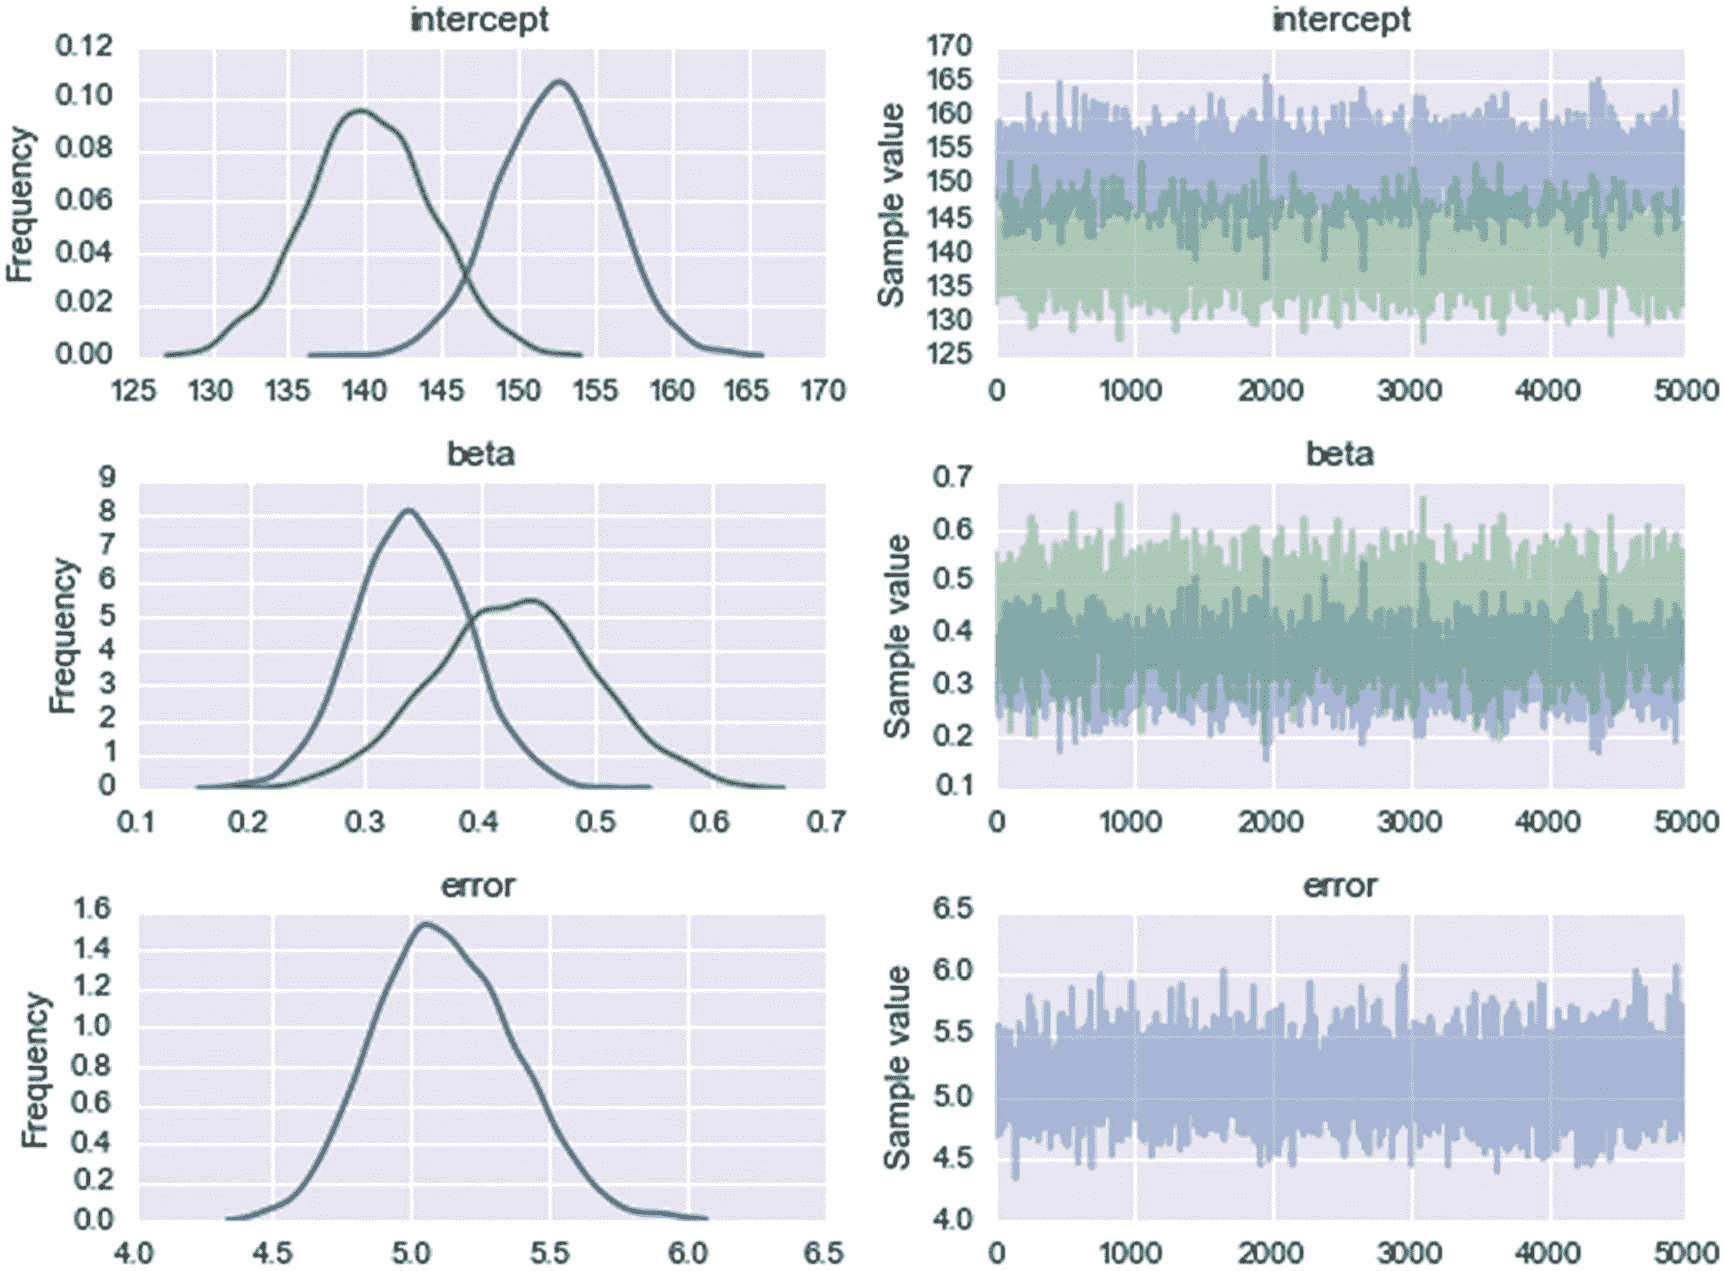 intercept
Frequency
0.12
0.10
0.08
0.06
0.04
0.02
0.00
125 130 135 140 145 150 155 160 165 170
intercept
Sample value
170
165
160
155
150
145
140
135
130
125
0 1000 2000 3000 4000 5000
beta
Frequency
9
8
7
6
5
4
3
2
1
0
0.1 0.2 0.3 0.4 0.5 0.6 0.7
beta
Sample value
0.7
0.6
0.5
0.4
0.3
0.2
0.1
0 1000 2000 3000 4000 5000
error
Frequency
1.6
1.4
1.2
1.0
0.8
0.6
0.4
0.2
0.0
4.0 4.5 5.0 5.5 6.0 6.5
error
Sample value
6.5
6.0
5.5
5.0
4.5
4.0
0 1000 2000 3000 4000 5000